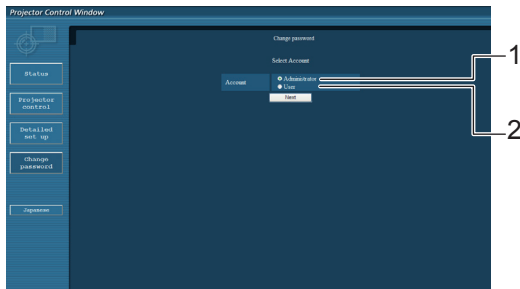 Projector Control Window
Change password
Select Account
Status
Account
Administrator
User
Next
Projector
control
Detailed
set up
Change
password
Japanese
1
2